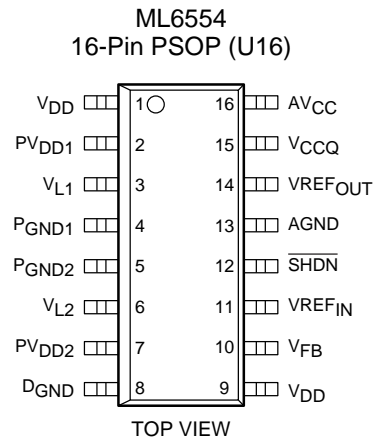 ML6554
16-Pin PSOP (U16)
VDD 1 16 AVCC
PVDD1 2 15 VCCQ
VL1 3 14 VREFOUT
PGND1 4 13 AGND
PGND2 5 12 SHDN
VL2 6 11 VREFIN
PVDD2 7 10 VFB
DGND 8 9 VDD
TOP VIEW